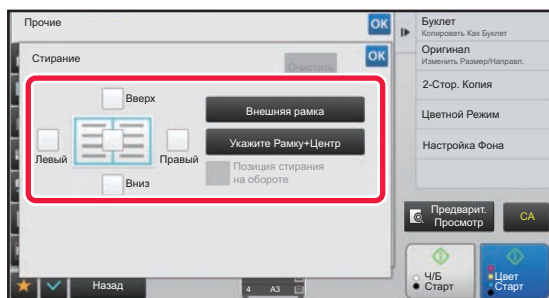 Прочие
OK
Стирание
Очистить
OK
Вверх
Левый
Правый
Вниз
Внешняя рамка
Укажите Рамку+Центр
Позиция стирания
на обороте
Назад
4 A3
Буклет
Копировать Как Буклет
Оригинал
Изменить Размер/Направл.
2-Стор. Копия
Цветной Режим
Настройка Фона
Предварит.
Просмотр
CA
Ч/Б
Старт
Цвет
Старт